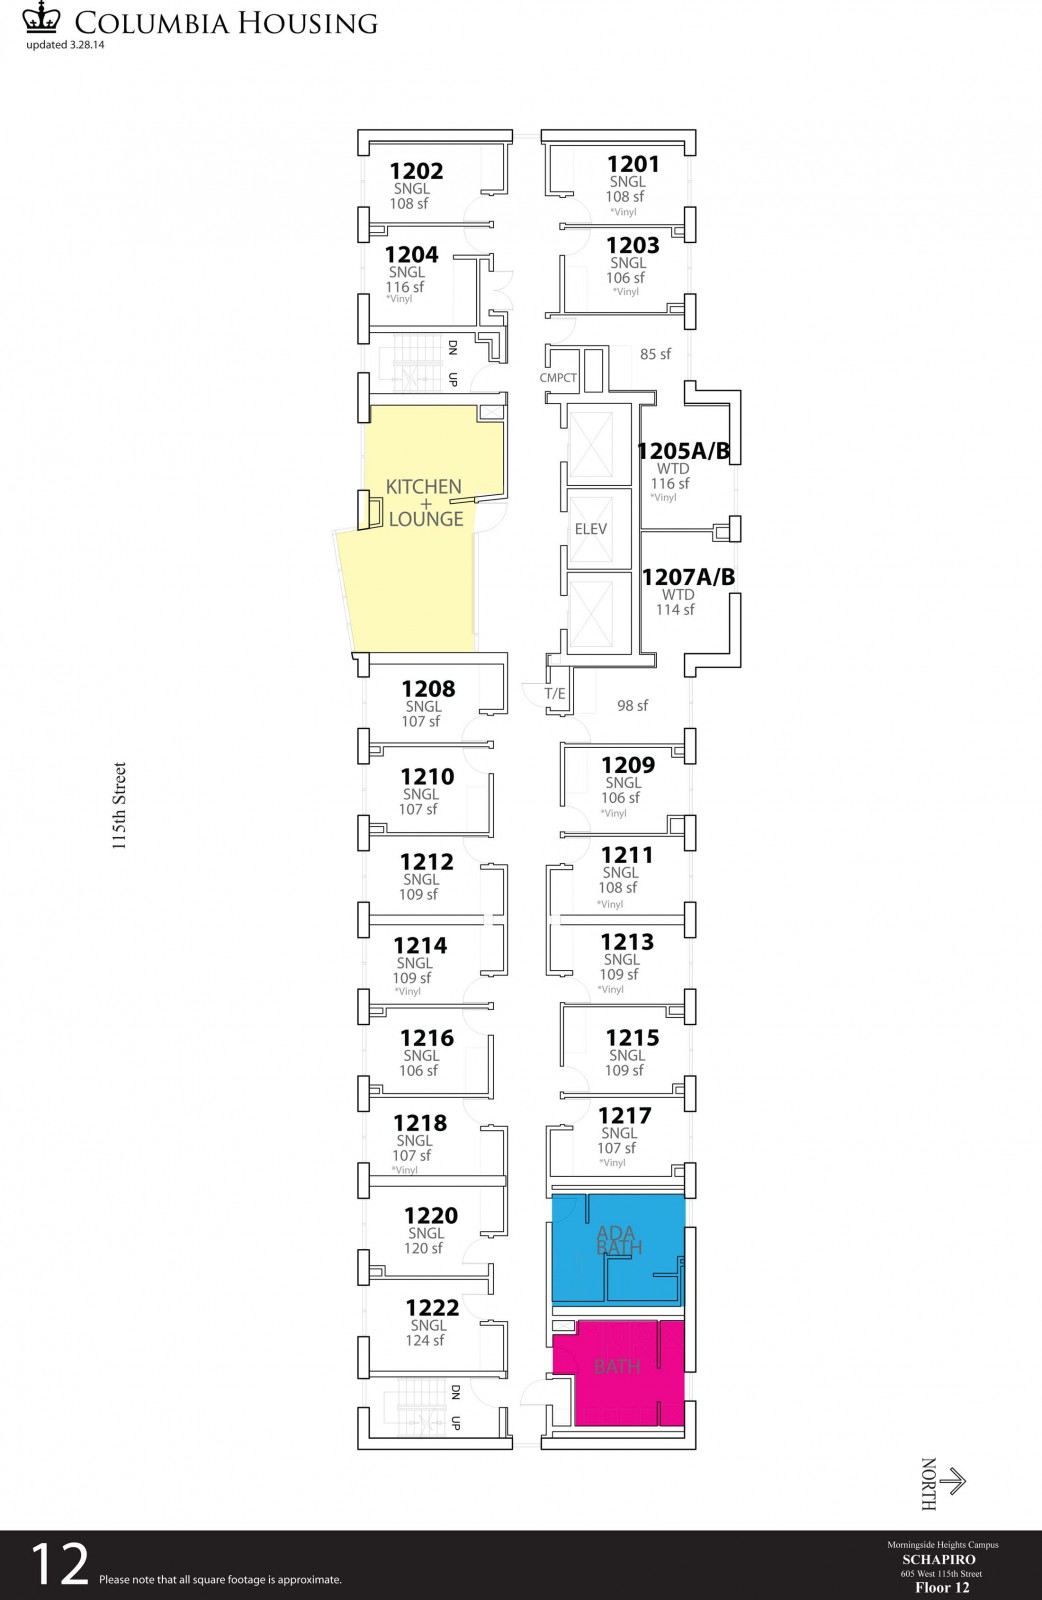 COLUMBIA HOUSING
updated 3.28.14
1202
SNGL
108 sf
1201
SNGL
108 sf
*Vinyl
1204
SNGL
116 sf
*Vinyl
1203
SNGL
106 sf
*Vinyl
DN
UP
85 sf
CMPCT
KITCHEN
+
LOUNGE
1205A/B
WTD
116 sf
*Vinyl
ELEV
1207A/B
WTD
114 sf
1208
SNGL
107 sf
T/E
98 sf
1210
SNGL
107 sf
1209
SNGL
106 sf
*Vinyl
115th Street
1212
SNGL
109 sf
1211
SNGL
108 sf
*Vinyl
1214
SNGL
109 sf
*Vinyl
1213
SNGL
109 sf
*Vinyl
1216
SNGL
106 sf
1215
SNGL
109 sf
1218
SNGL
107 sf
*Vinyl
1217
SNGL
107 sf
*Vinyl
1220
SNGL
120 sf
ADA
BATH
1222
SNGL
124 sf
BATH
DN
UP
NORTH
12
Please note that all square footage is approximate.
Morningside Heights Campus
SCHAPIRO
605 West 115th Street
Floor 12